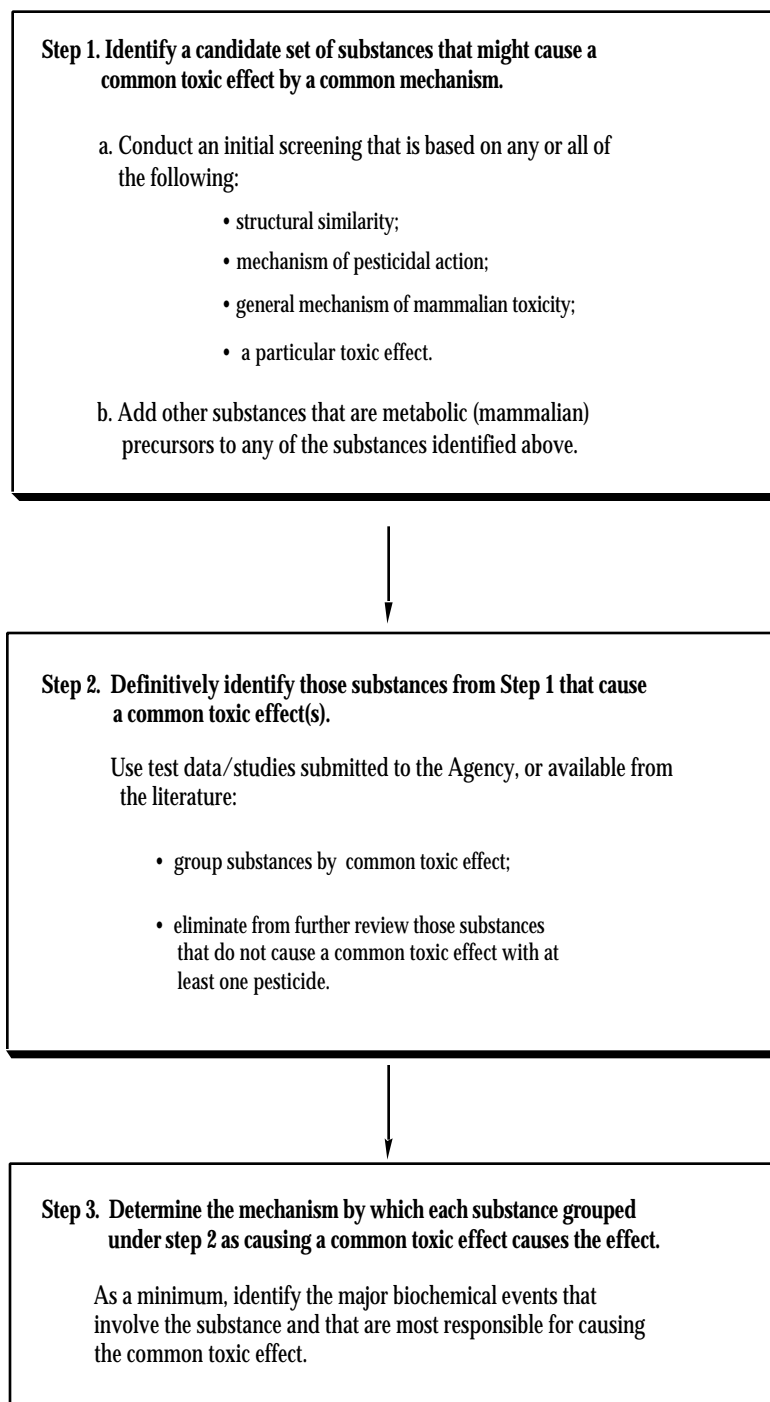 Step 1. Identify a candidate set of substances that might cause a
common toxic effect by a common mechanism.
a. Conduct an initial screening that is based on any or all of
the following:
• structural similarity;
• mechanism of pesticidal action;
• general mechanism of mammalian toxicity;
• a particular toxic effect.
b. Add other substances that are metabolic (mammalian)
precursors to any of the substances identified above.
Step 2. Definitively identify those substances from Step 1 that cause
a common toxic effect(s).
Use test data/studies submitted to the Agency, or available from
the literature:
• group substances by common toxic effect;
• eliminate from further review those substances
that do not cause a common toxic effect with at
least one pesticide.
Step 3. Determine the mechanism by which each substance grouped
under step 2 as causing a common toxic effect causes the effect.
As a minimum, identify the major biochemical events that
involve the substance and that are most responsible for causing
the common toxic effect.